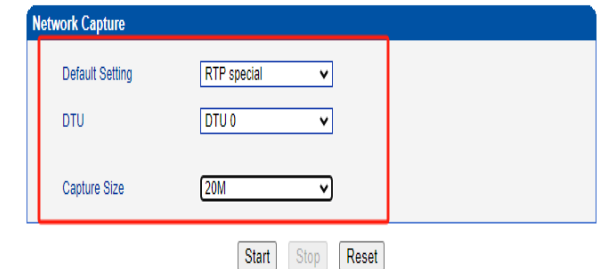 Network Capture
Default Setting RTP special
DTU DTU 0
Capture Size 20M
Start Stop Reset